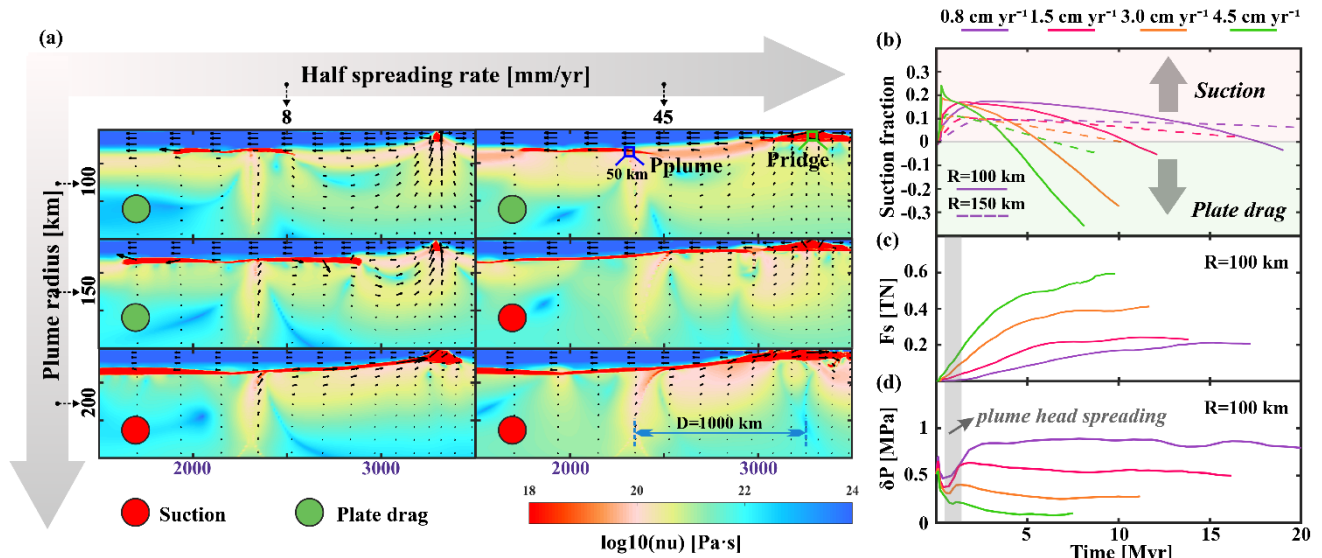 (a)
Half spreading rate [mm/yr]
8
45
Plume radius [km]
100
150
200
50 km
Pplume
Pridge
D=1000 km
2000
3000
2000
3000
Suction
Plate drag
18
20
22
24
log10(nu) [Pa·s]
0.8 cm yr⁻¹ 1.5 cm yr⁻¹ 3.0 cm yr⁻¹ 4.5 cm yr⁻¹
(b)
Suction fraction
0.3
0.2
0.1
0
-0.05
-0.1
-0.2
-0.3
Suction
Plate drag
R=100 km
R=150 km
(c)
R=100 km
Fs [TN]
0.6
0.4
0.2
(d)
R=100 km
plume head spreading
δP [MPa]
1
0.5
0
0
5
10
15
20
Time [Myr]